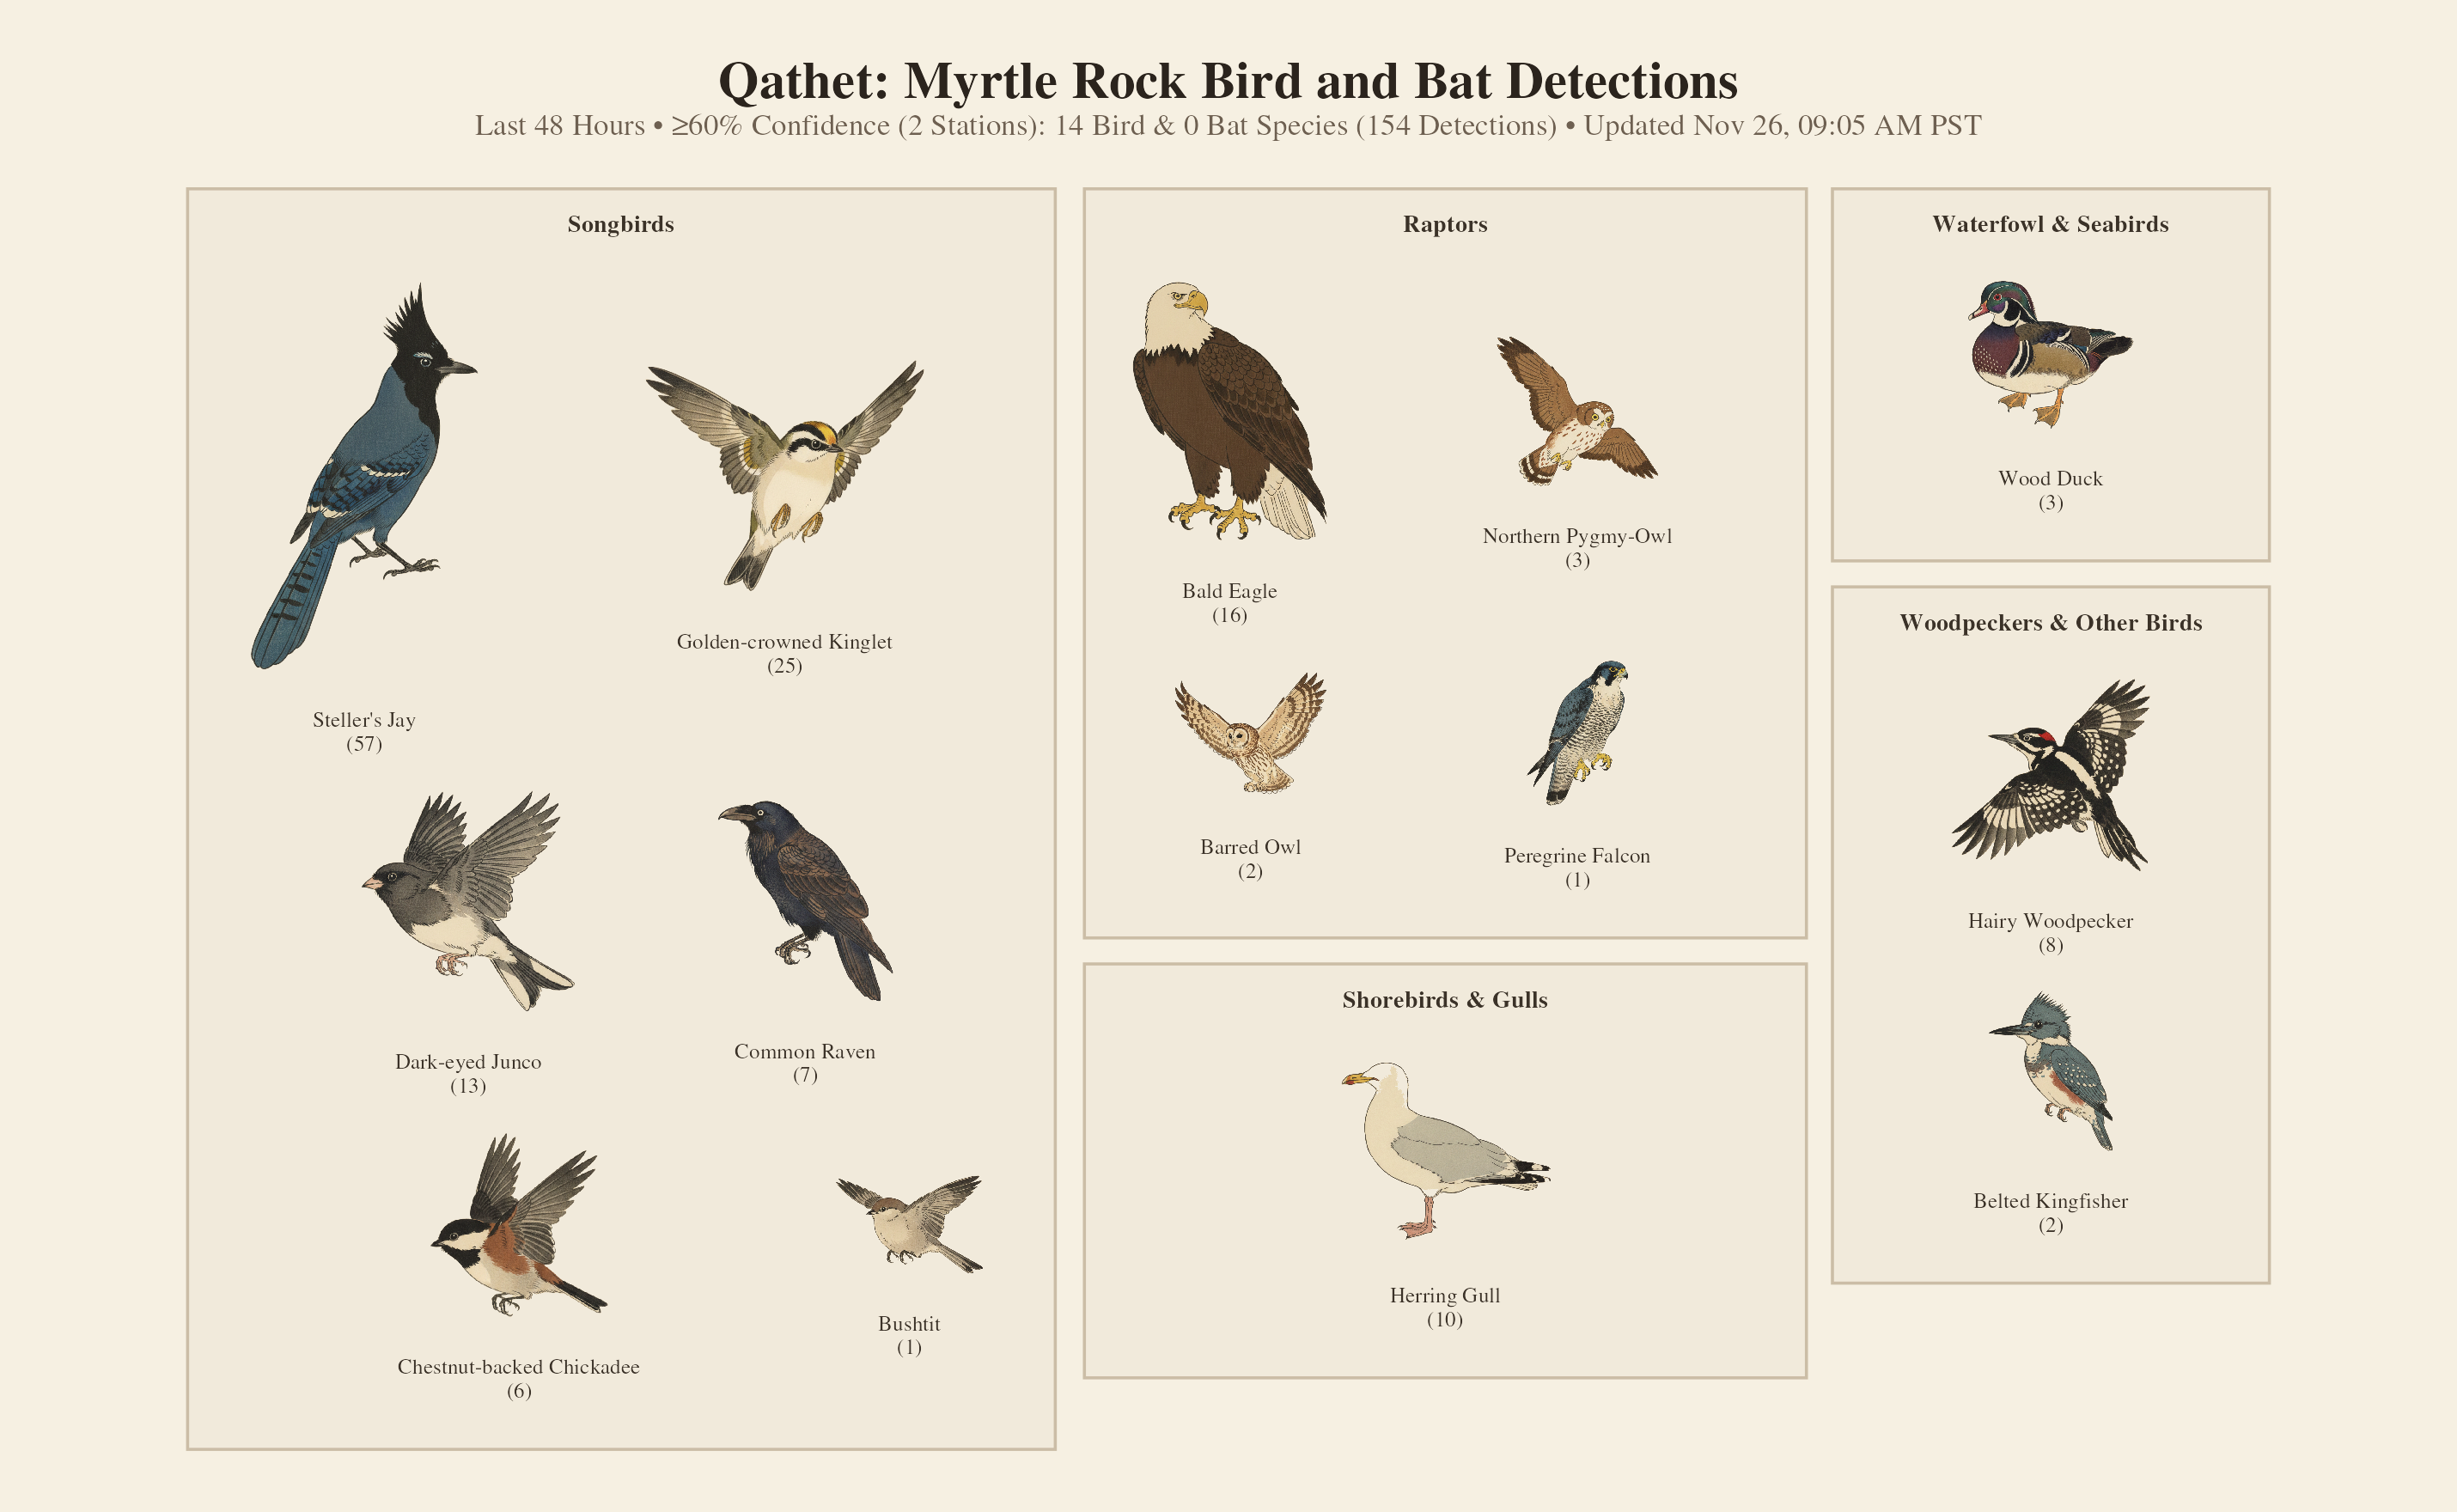 Qathet: Myrtle Rock Bird and Bat Detections
Last 48 Hours • ≥60% Confidence (2 Stations): 14 Bird & 0 Bat Species (154 Detections) • Updated Nov 26, 09:05 AM PST
Songbirds
Steller's Jay
(57)
Golden-crowned Kinglet
(25)
Dark-eyed Junco
(13)
Common Raven
(7)
Chestnut-backed Chickadee
(6)
Bushtit
(1)
Raptors
Bald Eagle
(16)
Northern Pygmy-Owl
(3)
Barred Owl
(2)
Peregrine Falcon
(1)
Shorebirds & Gulls
Herring Gull
(10)
Waterfowl & Seabirds
Wood Duck
(3)
Woodpeckers & Other Birds
Hairy Woodpecker
(8)
Belted Kingfisher
(2)